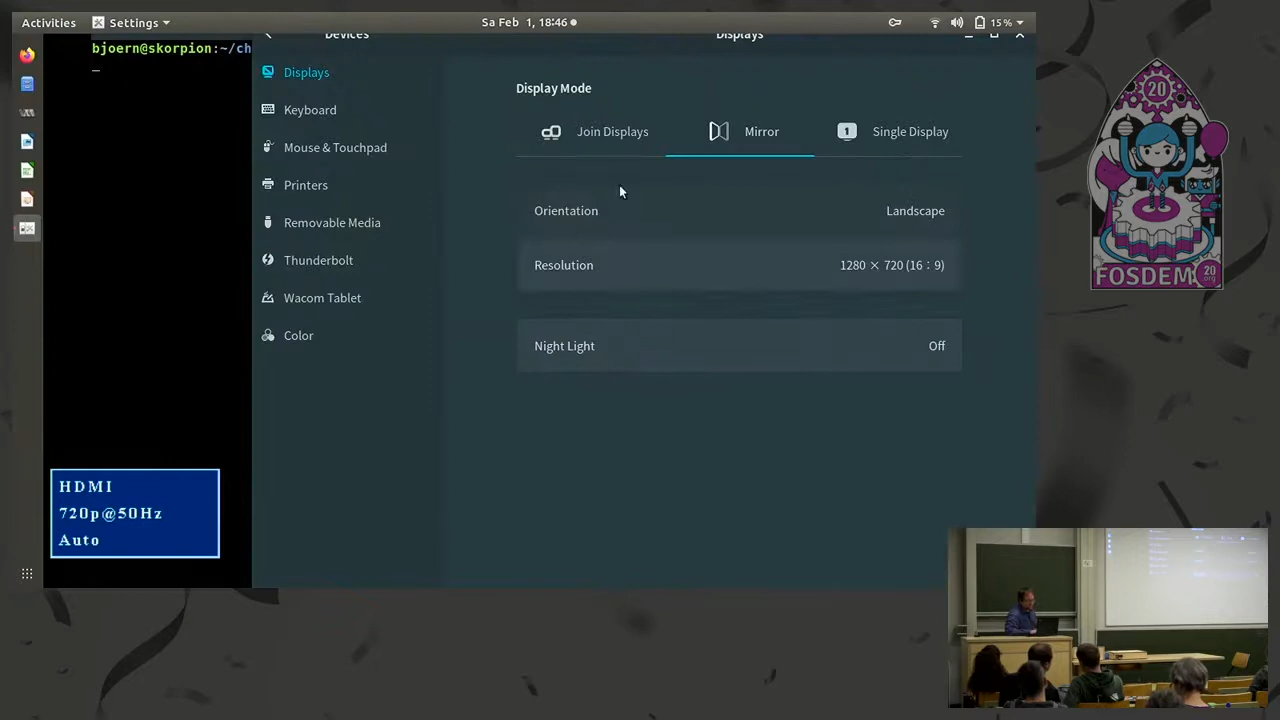 Activities
Settings
Sa Feb 1, 18:46
15%
bjoern@skorpion:~/ch
Devices
Displays
Displays
Keyboard
Mouse & Touchpad
Printers
Removable Media
Thunderbolt
Wacom Tablet
Color
Display Mode
Join Displays
Mirror
1
Single Display
Orientation
Landscape
Resolution
1280 × 720 (16 : 9)
Night Light
Off
HDMI
720p@50Hz
Auto
20
FOSDEM
20
.org